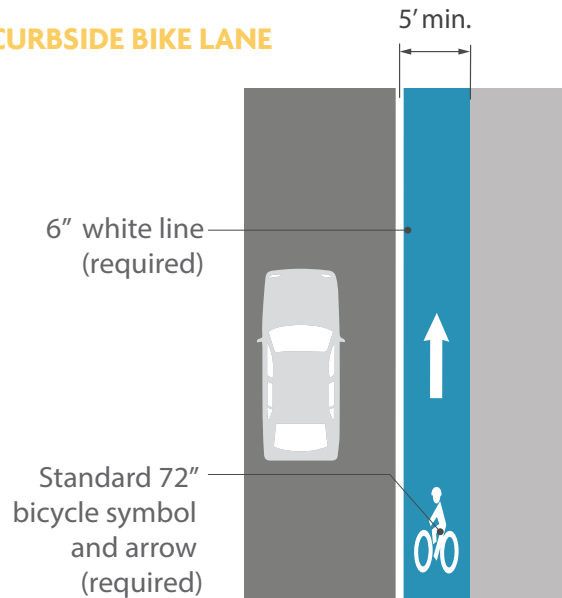 CURBSIDE BIKE LANE
5′ min.
6″ white line
(required)
Standard 72″
bicycle symbol
and arrow
(required)